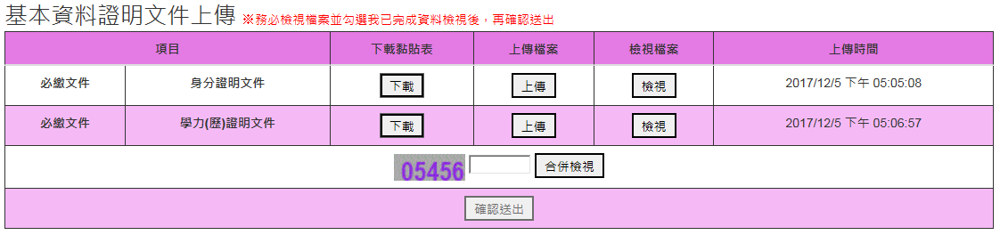 基本資料證明文件上傳 ※務必檢視檔案並勾選我已完成資料檢視後，再確認送出
項目 下載黏貼表 上傳檔案 檢視檔案 上傳時間
必繳文件 身分證明文件 下載 上傳 檢視 2017/12/5 下午 05:05:08
必繳文件 學力(歷)證明文件 下載 上傳 檢視 2017/12/5 下午 05:06:57
05456 合併檢視
確認送出